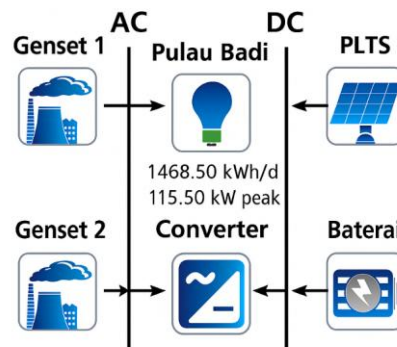 AC DC
Genset 1 Pulau Badi PLTS
1468.50 kWh/d
115.50 kW peak
Genset 2 Converter Baterai